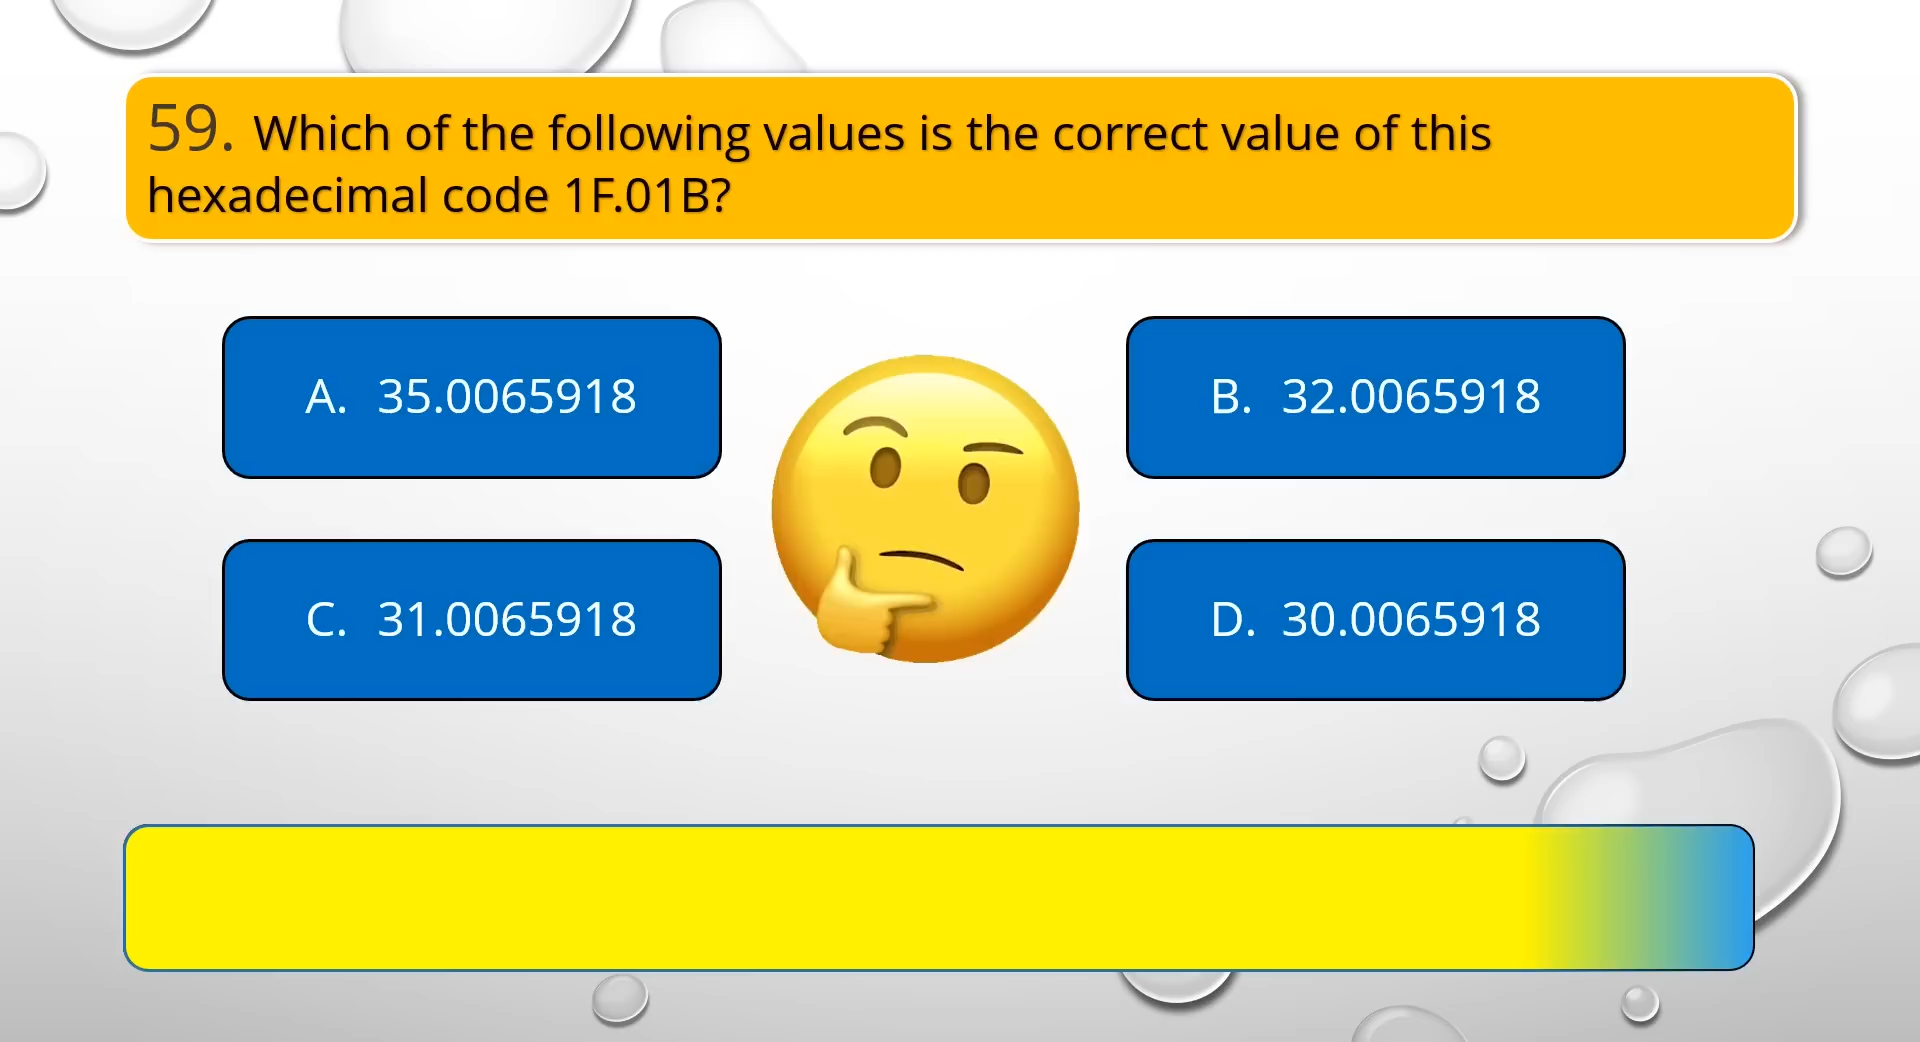 59. Which of the following values is the correct value of this
hexadecimal code 1F.01B?
A. 35.0065918
B. 32.0065918
C. 31.0065918
D. 30.0065918